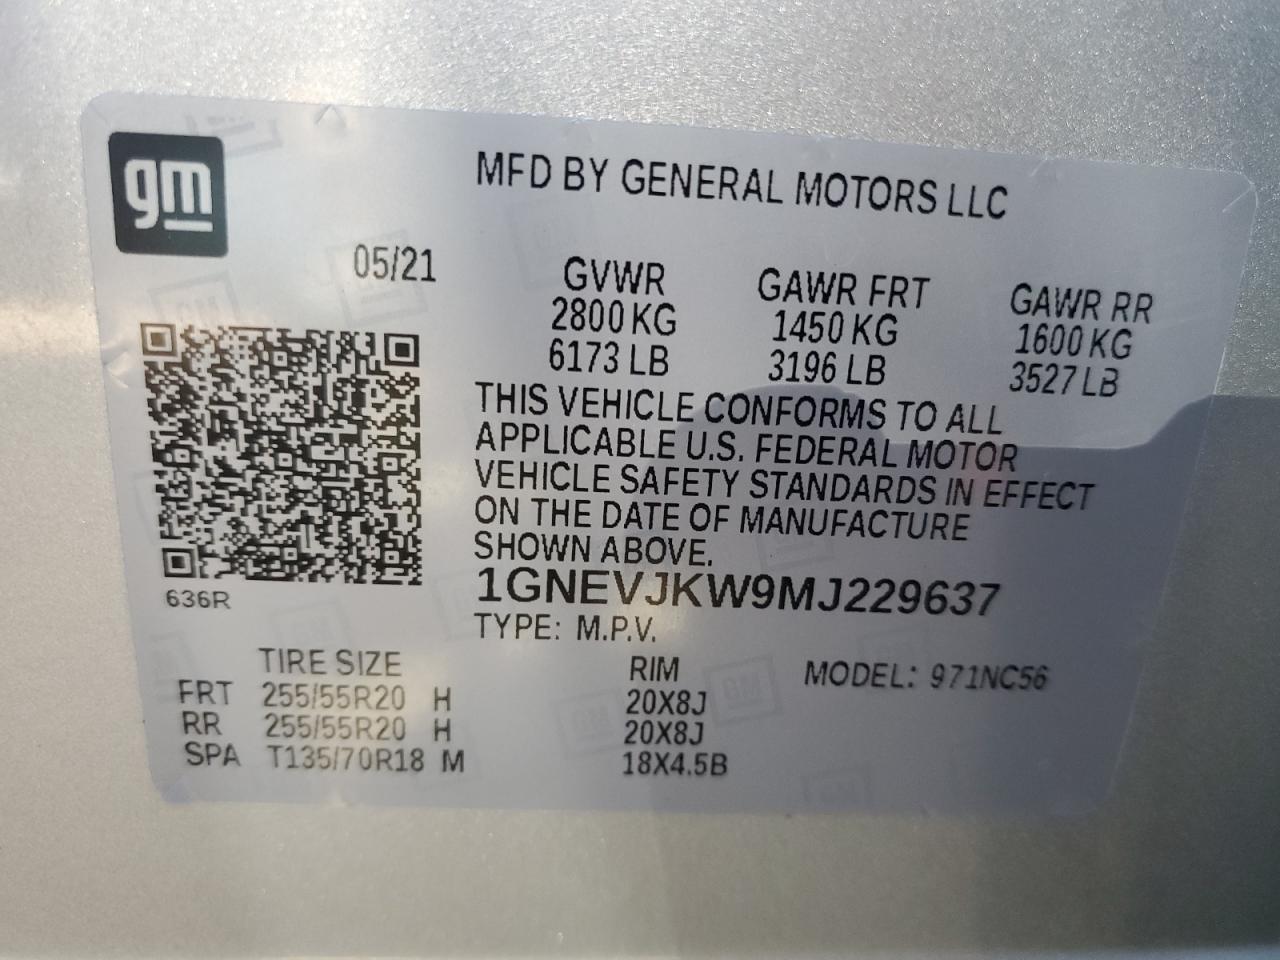 gm
MFD BY GENERAL MOTORS LLC
05/21
GVWR GAWR FRT GAWR RR
2800 KG 1450 KG 1600 KG
6173 LB 3196 LB 3527 LB
THIS VEHICLE CONFORMS TO ALL
APPLICABLE U.S. FEDERAL MOTOR
VEHICLE SAFETY STANDARDS IN EFFECT
ON THE DATE OF MANUFACTURE
SHOWN ABOVE.
1GNEVJKW9MJ229637
636R
TYPE: M.P.V.
TIRE SIZE RIM MODEL: 971NC56
FRT 255/55R20 H 20X8J
RR 255/55R20 H 20X8J
SPA T135/70R18 M 18X4.5B